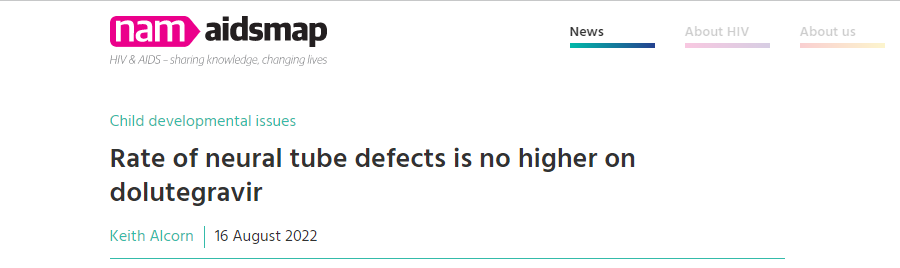 nam aidsmap
HIV & AIDS – sharing knowledge, changing lives
News
About HIV
About us
Child developmental issues
Rate of neural tube defects is no higher on
dolutegravir
Keith Alcorn | 16 August 2022